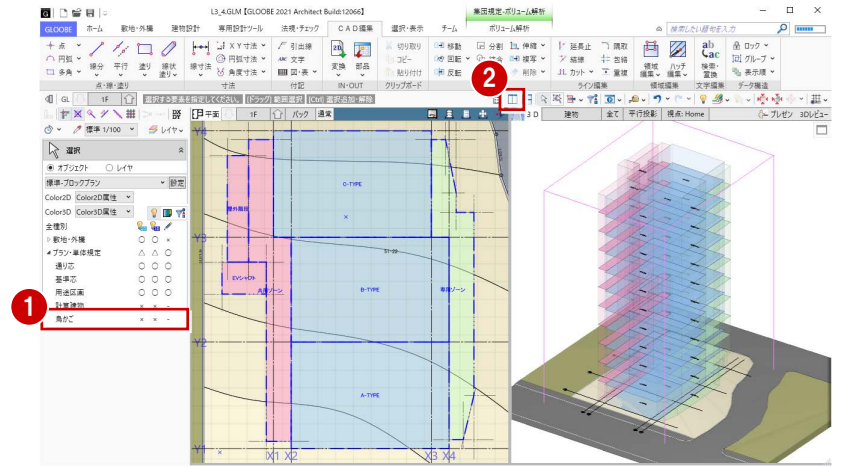 L3_4.GLM [GLOOBE 2021 Architect Build:12066]
集団規定-ボリューム解析
GLOOBE ホーム 敷地・外構 建物設計 専用設計ツール 法規・チェック CAD編集 選択・表示 チーム ボリューム解析 検索したい語句を入力
点 線分 平行 塗り 線状塗り 線寸法 XY寸法 引出線 変換 部品 切り取り 移動 分割 伸縮 延長止 隅取 領域編集 ハッチ編集 検索・置換 ロック
円弧 円弧寸法 ABC 文字 コピー 回転 複写 結線 包絡 グループ
多角 角度寸法 図・表 貼り付け 反転 削除 カット 重複 表示順
点・線・塗り 寸法 付記 IN-OUT クリップボード ライン編集 領域編集 文字編集 データ構造
GL 1F 選択する要素を指定してください。 [ドラッグ] 範囲選択 [Ctrl] 選択追加・解除
2
標準 1/100 レイヤ
平面 1F パック 通常
3D 建物 全て 平行投影 視点: Home プレゼン 3Dレビュー
選択
オブジェクト レイヤ
標準-ブロックプラン 設定
Color2D Color2D属性
Color3D Color3D属性
全種別
敷地・外構 ○ ○ ×
プラン・単体規定 △ △ ○
通り芯 ○ ○ ○
基準芯 ○ ○ ○
用途区画 ○ ○ ○
計算建物 × × -
1
鳥かご × × -
Y4
C-TYPE
屋外階段
Y3
51.22
EVシャフト
共用ゾーン
B-TYPE
専有ゾーン
Y2
A-TYPE
Y1
X1 X2 X3 X4